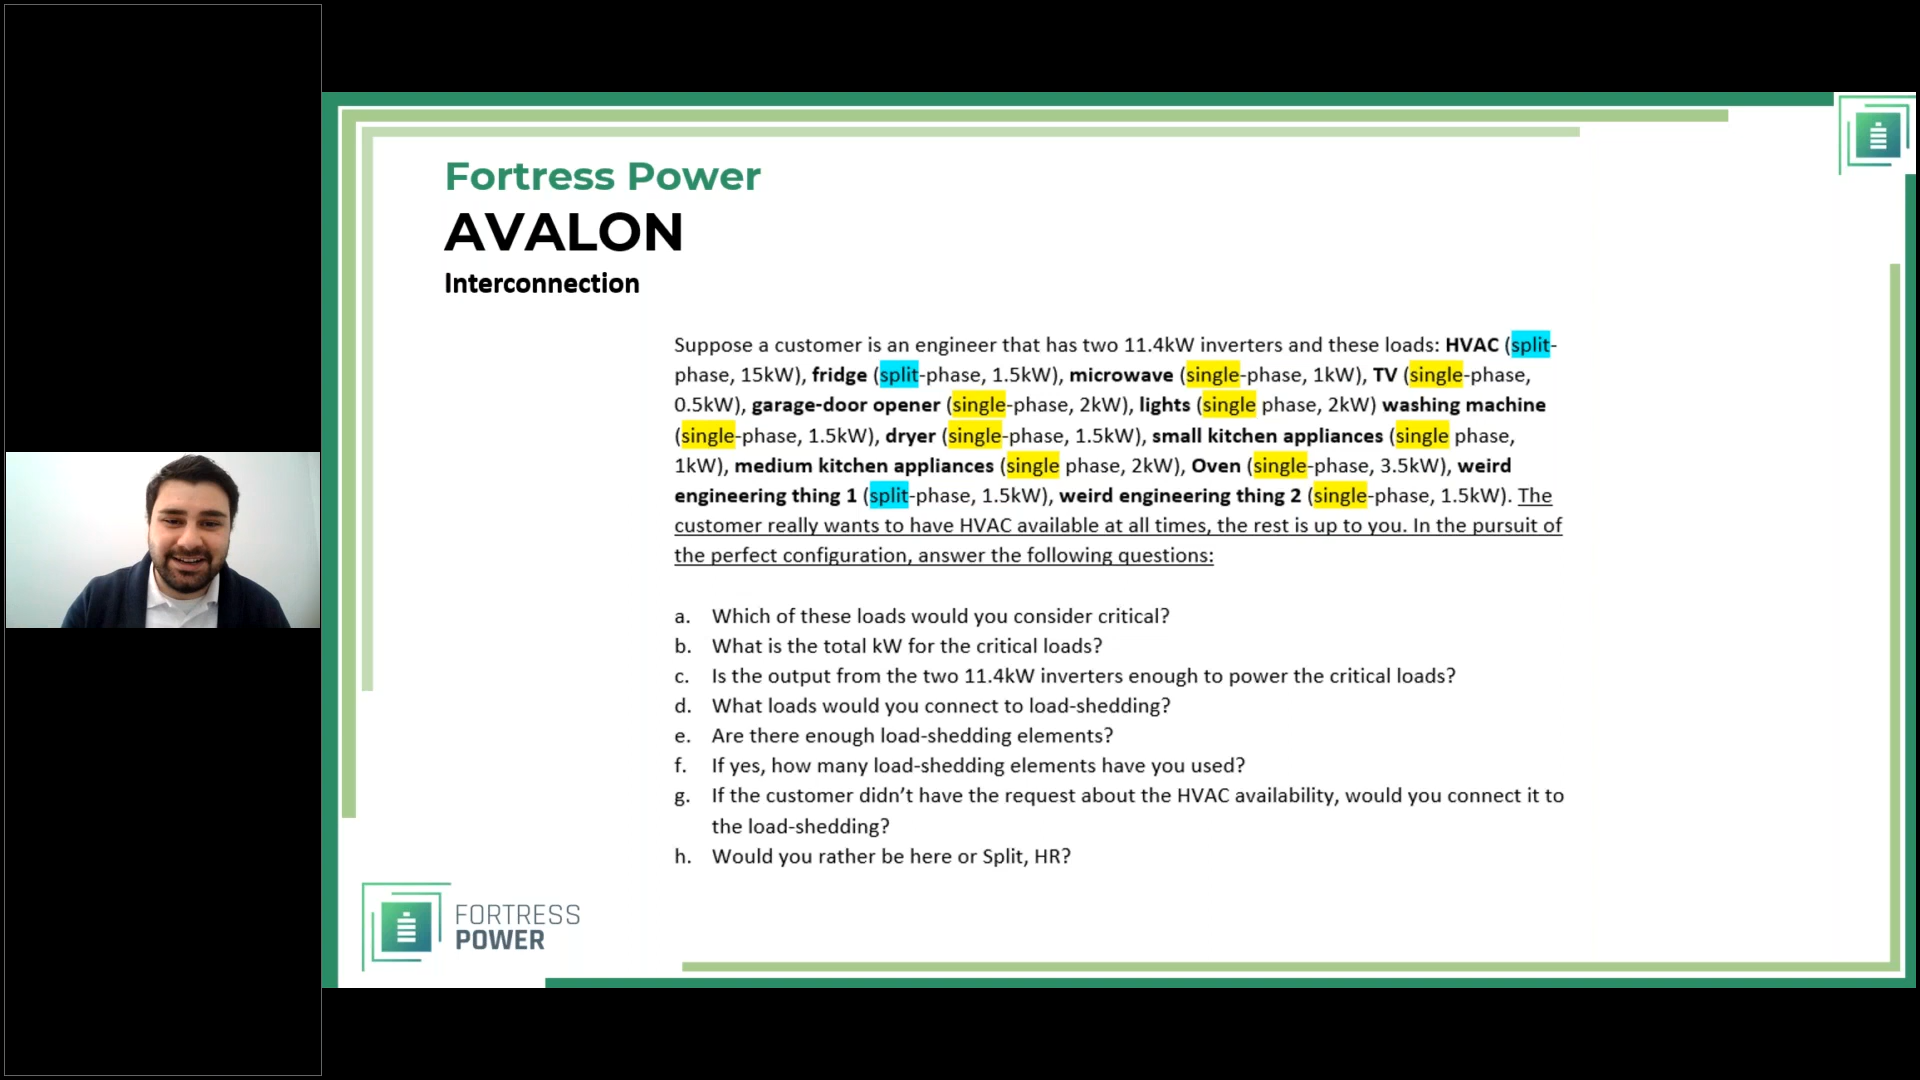 Fortress Power
AVALON
Interconnection
Suppose a customer is an engineer that has two 11.4kW inverters and these loads: HVAC (split-
phase, 15kW), fridge (split-phase, 1.5kW), microwave (single-phase, 1kW), TV (single-phase,
0.5kW), garage-door opener (single-phase, 2kW), lights (single phase, 2kW) washing machine
(single-phase, 1.5kW), dryer (single-phase, 1.5kW), small kitchen appliances (single phase,
1kW), medium kitchen appliances (single phase, 2kW), Oven (single-phase, 3.5kW), weird
engineering thing 1 (split-phase, 1.5kW), weird engineering thing 2 (single-phase, 1.5kW). The
customer really wants to have HVAC available at all times, the rest is up to you. In the pursuit of
the perfect configuration, answer the following questions:
a. Which of these loads would you consider critical?
b. What is the total kW for the critical loads?
c. Is the output from the two 11.4kW inverters enough to power the critical loads?
d. What loads would you connect to load-shedding?
e. Are there enough load-shedding elements?
f. If yes, how many load-shedding elements have you used?
g. If the customer didn’t have the request about the HVAC availability, would you connect it to
the load-shedding?
h. Would you rather be here or Split, HR?
FORTRESS
POWER